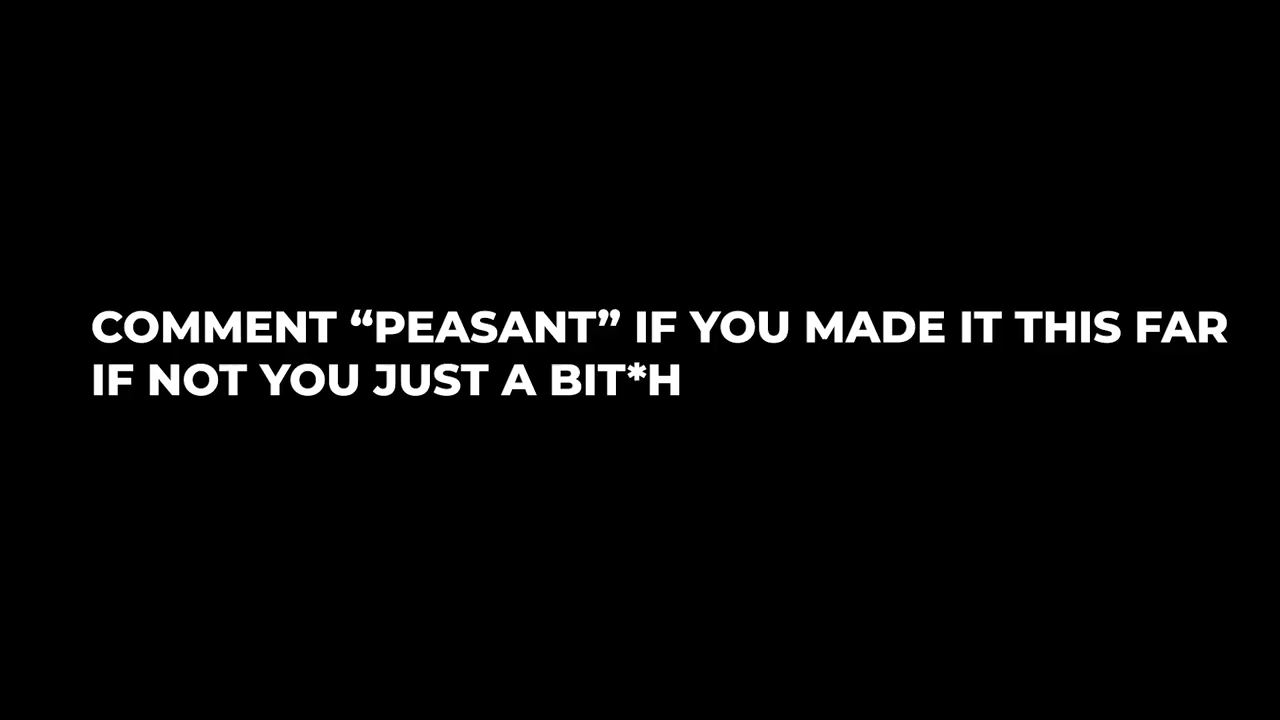 COMMENT “PEASANT” IF YOU MADE IT THIS FAR
IF NOT YOU JUST A BIT*H